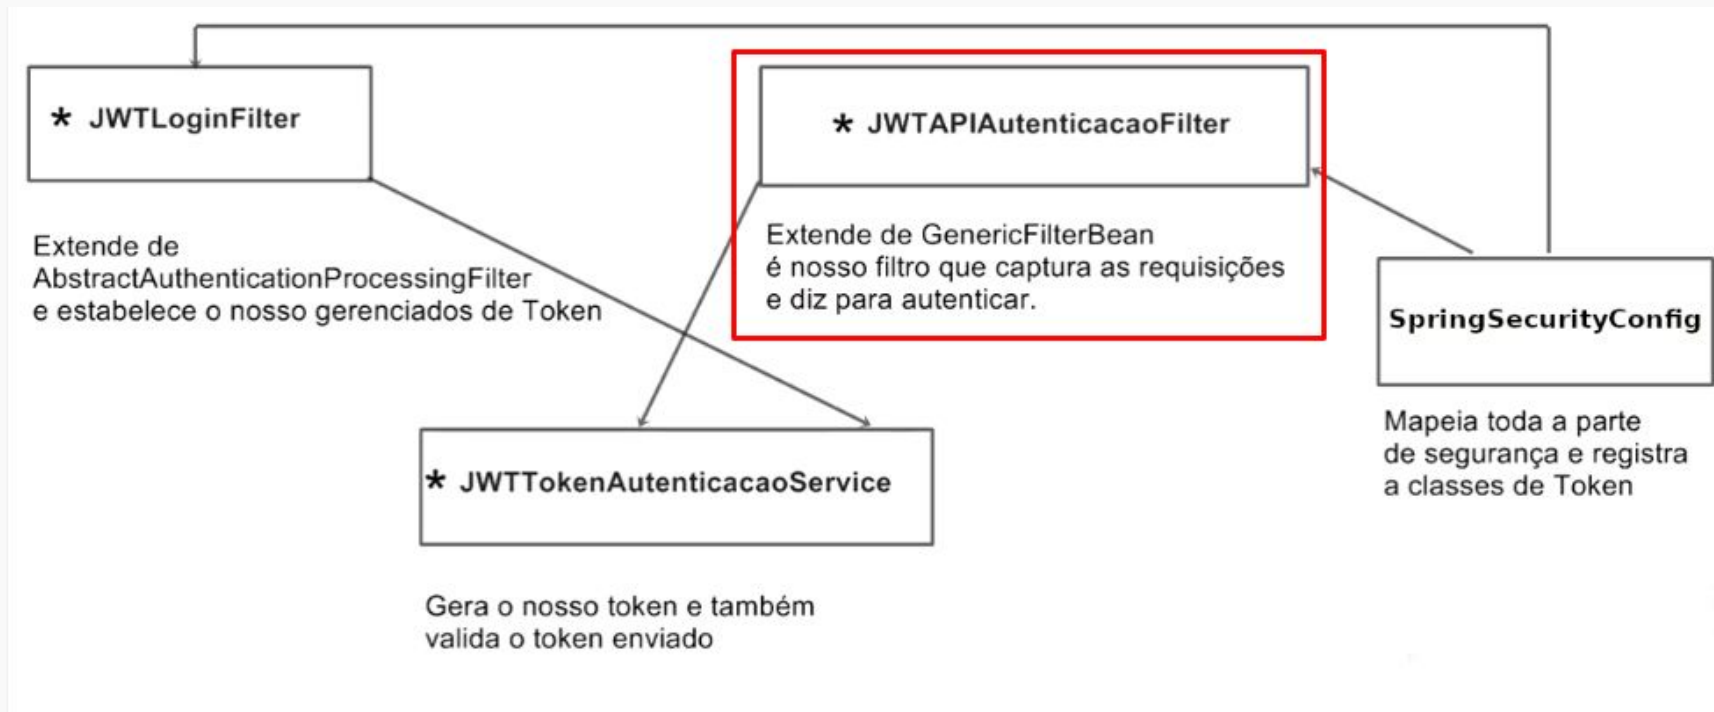 * JWTLoginFilter
Extende de
AbstractAuthenticationProcessingFilter
e estabelece o nosso gerenciados de Token
* JWTAPIAutenticacaoFilter
Extende de GenericFilterBean
é nosso filtro que captura as requisições
e diz para autenticar.
SpringSecurityConfig
Mapeia toda a parte
de segurança e registra
a classes de Token
* JWTTokenAutenticacaoService
Gera o nosso token e também
valida o token enviado